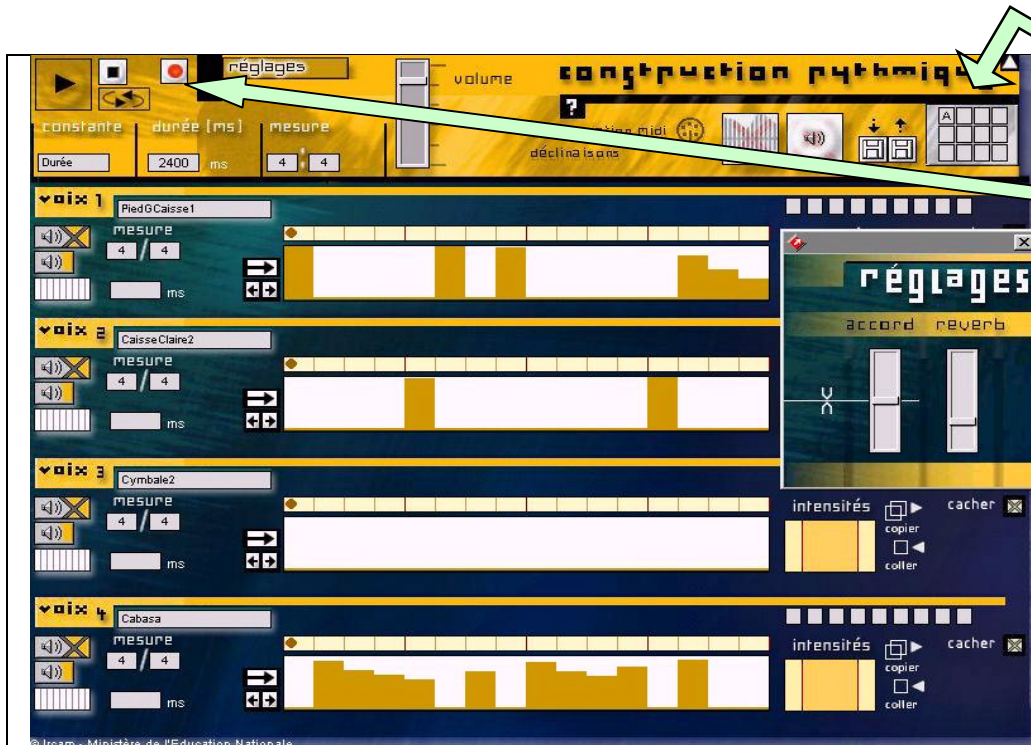 réglages
volume
construction rythmique
?
midi
A
constante durée [ms] mesure
déclinaisons
Durée 2400 ms 4 4
voix 1 PiedGCaisse1
mesure
4 / 4
ms
réglages
accord reverb
voix 2 CaisseClaire2
mesure
4 / 4
ms
voix 3 Cymbale2
mesure
4 / 4
ms
intensités cacher
copier
coller
voix 4 Cabasa
mesure
4 / 4
ms
intensités cacher
copier
coller
© Ircam - Ministère de l'Education Nationale